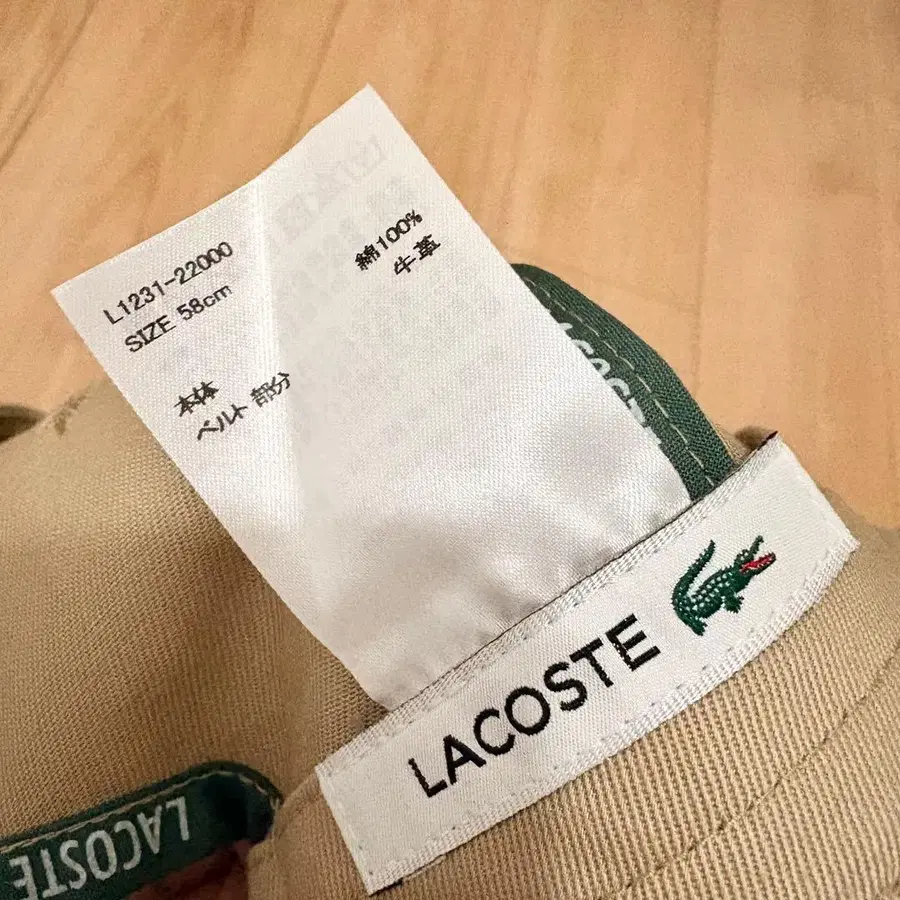 L1231-22000
SIZE 58cm
本体 綿100%
ベルト部分 牛革
LACOSTE
LACOSTE